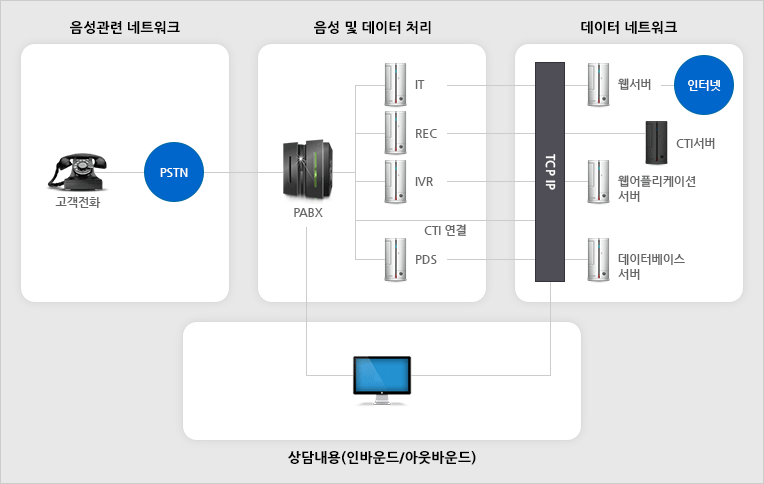 음성관련 네트워크
음성 및 데이터 처리
데이터 네트워크
고객전화
PSTN
PABX
IT
REC
IVR
CTI 연결
PDS
TCP IP
웹서버
인터넷
CTI서버
웹어플리케이션
서버
데이터베이스
서버
상담내용(인바운드/아웃바운드)